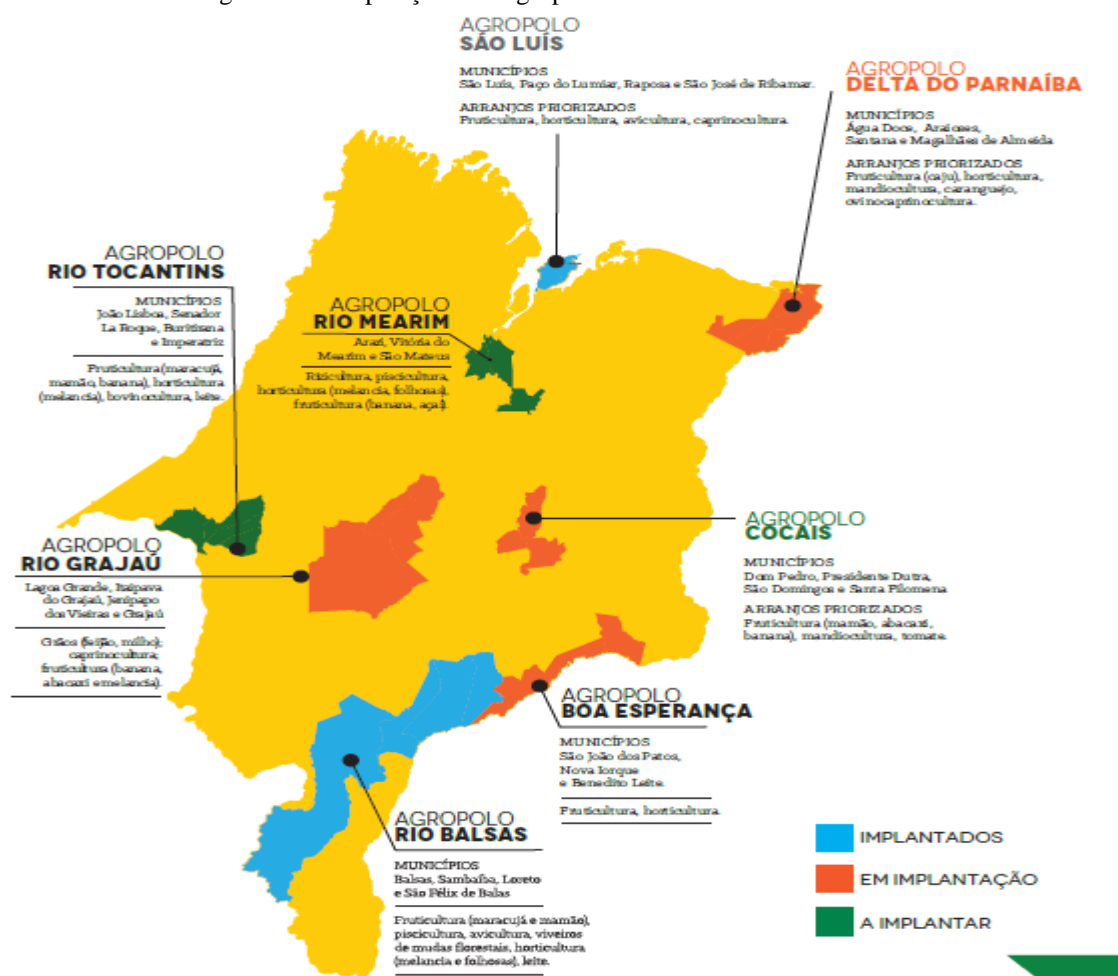 AGROPOLO
SÃO LUÍS
MUNICÍPIOS
São Luís, Paço do Lumiar, Raposa e São José de Ribamar.
ARRANJOS PRIORIZADOS
Fruticultura, horticultura, avicultura, caprinocultura.
AGROPOLO
DELTA DO PARNAÍBA
MUNICÍPIOS
Água Doce, Araioses,
Santana e Magalhães de Almeida
ARRANJOS PRIORIZADOS
Fruticultura (caju), horticultura,
mandiocultura, caranguejo,
ovinocaprinocultura.
AGROPOLO
RIO TOCANTINS
MUNICÍPIOS
João Lisboa, Senador
La Roque, Buritirana
e Imperatriz
Fruticultura (maracujá,
mamão, banana), horticultura
(melancia), bovinocultura, leite.
AGROPOLO
RIO MEARIM
Arari, Vitória do
Mearim e São Mateus
Rizicultura, piscicultura,
horticultura (melancia, folhosas),
fruticultura (banana, açaí).
AGROPOLO
RIO GRAJAÚ
Lagoa Grande, Itaipava
do Grajaú, Jenipapo
dos Vieiras e Grajaú
Grãos (feijão, milho);
caprinocultura;
fruticultura (banana,
abacaxi e melancia).
AGROPOLO
COCAIS
MUNICÍPIOS
Dom Pedro, Presidente Dutra,
São Domingos e Santa Filomena
ARRANJOS PRIORIZADOS
Fruticultura (mamão, abacaxi,
banana), mandiocultura, tomate.
AGROPOLO
BOA ESPERANÇA
MUNICÍPIOS
São João dos Patos,
Nova Iorque
e Benedito Leite.
Fruticultura, horticultura.
AGROPOLO
RIO BALSAS
MUNICÍPIOS
Balsas, Sambaíba, Loreto
e São Félix de Balas
Fruticultura (maracujá e mamão),
piscicultura, avicultura, viveiros
de mudas florestais, horticultura
(melancia e folhosas), leite.
IMPLANTADOS
EM IMPLANTAÇÃO
A IMPLANTAR